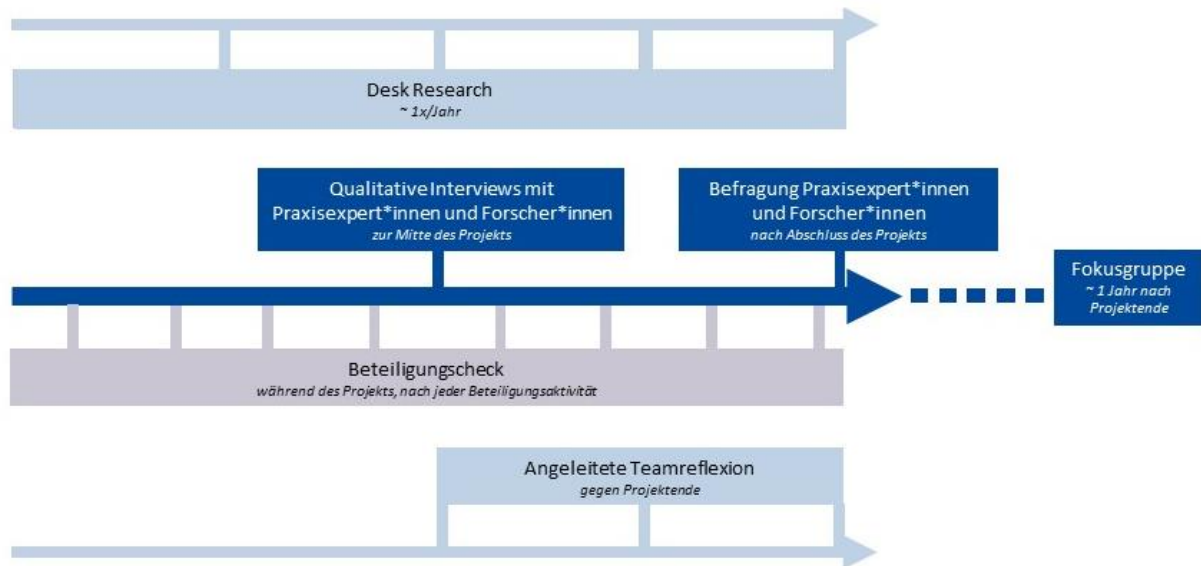 Desk Research
~ 1x/Jahr
Qualitative Interviews mit
Praxisexpert*innen und Forscher*innen
zur Mitte des Projekts
Befragung Praxisexpert*innen
und Forscher*innen
nach Abschluss des Projekts
Fokusgruppe
~ 1 Jahr nach
Projektende
Beteiligungscheck
während des Projekts, nach jeder Beteiligungsaktivität
Angeleitete Teamreflexion
gegen Projektende